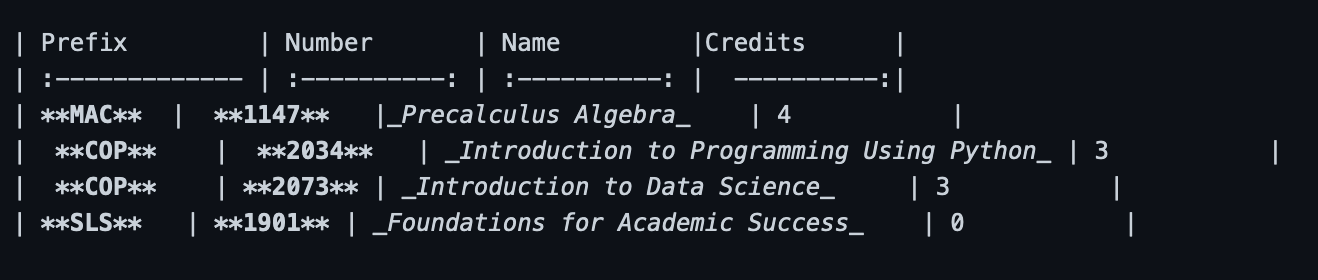 | Prefix         | Number       | Name         |Credits      |
| :------------- | :----------: | :----------: |  ----------:|
| **MAC**  |  **1147**   |_Precalculus Algebra_    | 4           |
|  **COP**    |  **2034**   | _Introduction to Programming Using Python_ | 3           |
|  **COP**    | **2073** | _Introduction to Data Science_     | 3           |
| **SLS**   | **1901** | _Foundations for Academic Success_    | 0           |